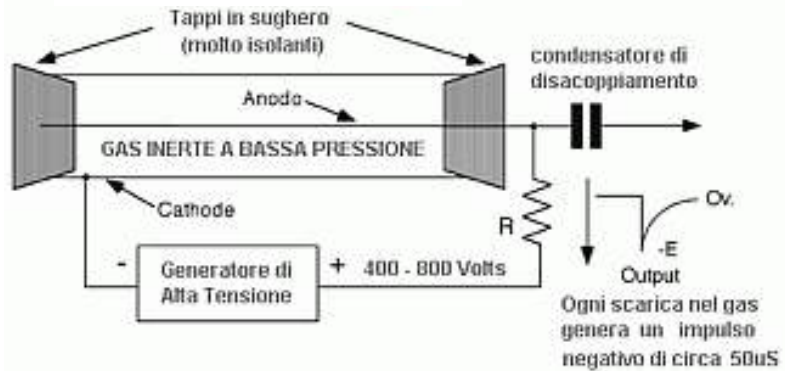 Tappi in sughero
(molto isolanti)
condensatore di
disacoppiamento
Anodo
GAS INERTE A BASSA PRESSIONE
Cathode
R
Ov.
-E
Output
- Generatore di + 400 - 800 Volts
Alta Tensione
Ogni scarica nel gas
genera un impulso
negativo di circa 50uS